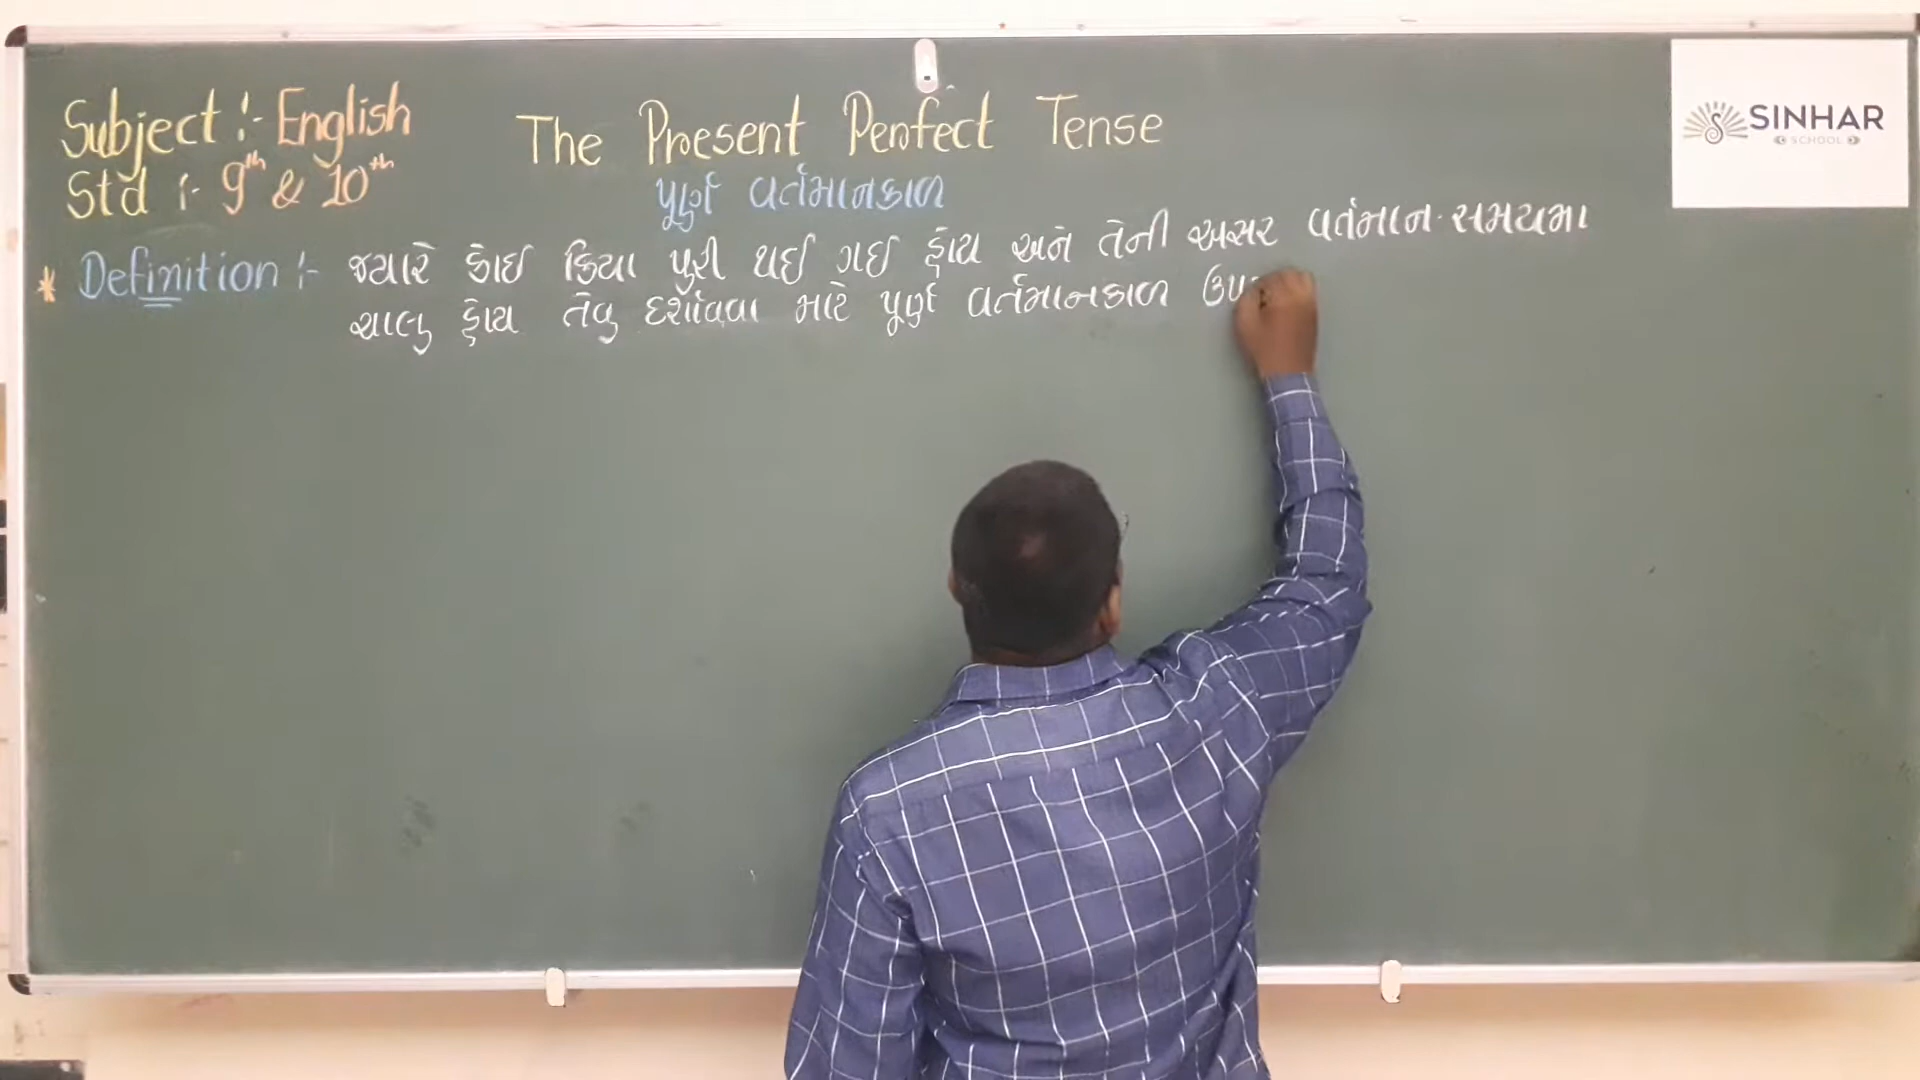 Subject :- English
Std :- 9th & 10th
The Present Perfect Tense
પૂર્ણ વર્તમાનકાળ
* Definition :- જ્યારે કોઈ ક્રિયા પુરી થઈ ગઈ હોય અને તેની અસર વર્તમાન સમયમા
ચાલુ હોય તેવુ દર્શાવવા માટે પૂર્ણ વર્તમાનકાળ
SINHAR
SCHOOL